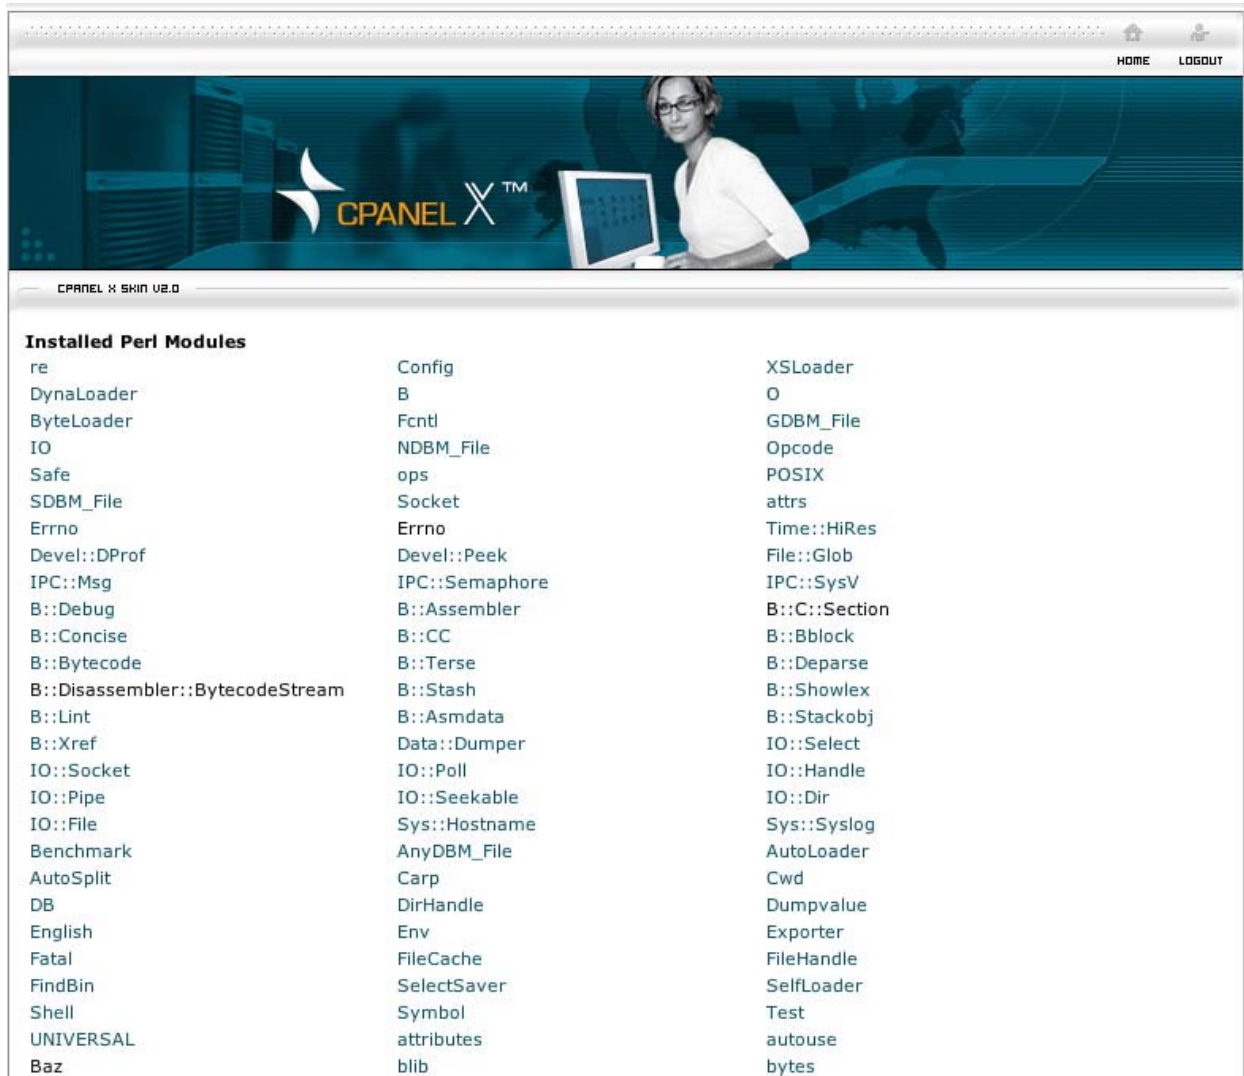 HOME LOGOUT
CPANEL X ™
CPANEL X SKIN V2.0
Installed Perl Modules
re Config XSLoader
DynaLoader B O
ByteLoader Fcntl GDBM_File
IO NDBM_File Opcode
Safe ops POSIX
SDBM_File Socket attrs
Errno Errno Time::HiRes
Devel::DProf Devel::Peek File::Glob
IPC::Msg IPC::Semaphore IPC::SysV
B::Debug B::Assembler B::C::Section
B::Concise B::CC B::Bblock
B::Bytecode B::Terse B::Deparse
B::Disassembler::BytecodeStream B::Stash B::Showlex
B::Lint B::Asmdata B::Stackobj
B::Xref Data::Dumper IO::Select
IO::Socket IO::Poll IO::Handle
IO::Pipe IO::Seekable IO::Dir
IO::File Sys::Hostname Sys::Syslog
Benchmark AnyDBM_File AutoLoader
AutoSplit Carp Cwd
DB DirHandle Dumpvalue
English Env Exporter
Fatal FileCache FileHandle
FindBin SelectSaver SelfLoader
Shell Symbol Test
UNIVERSAL attributes autouse
Baz blib bytes